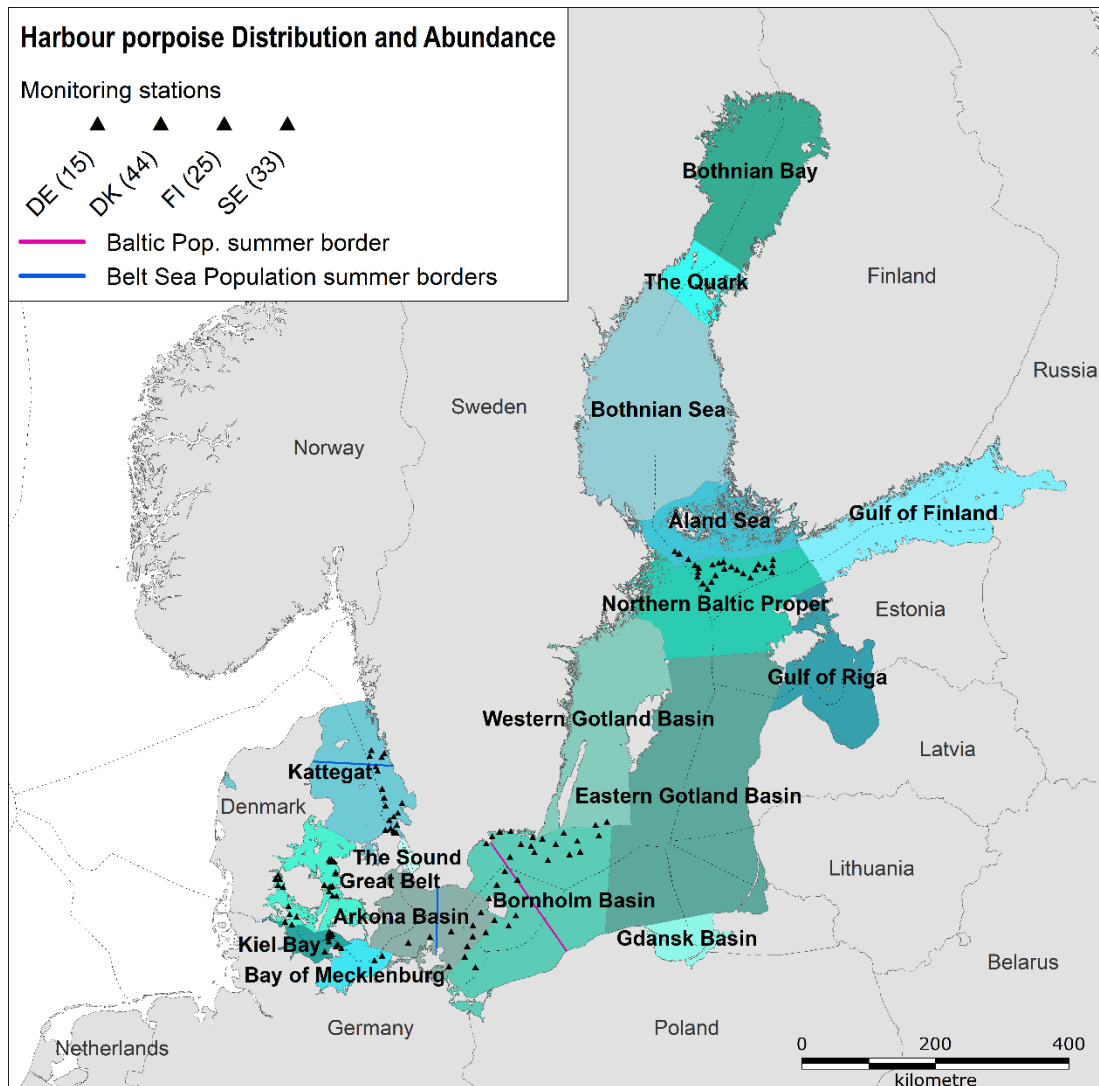 Harbour porpoise Distribution and Abundance
Monitoring stations
DE (15)
DK (44)
FI (25)
SE (33)
Baltic Pop. summer border
Belt Sea Population summer borders
Bothnian Bay
The Quark
Finland
Russia
Bothnian Sea
Sweden
Norway
Åland Sea
Gulf of Finland
Northern Baltic Proper
Estonia
Gulf of Riga
Western Gotland Basin
Latvia
Kattegat
Denmark
Eastern Gotland Basin
The Sound
Lithuania
Great Belt
Bornholm Basin
Arkona Basin
Kiel Bay
Gdansk Basin
Bay of Mecklenburg
Belarus
Germany
Poland
Netherlands
0 200 400
kilometre